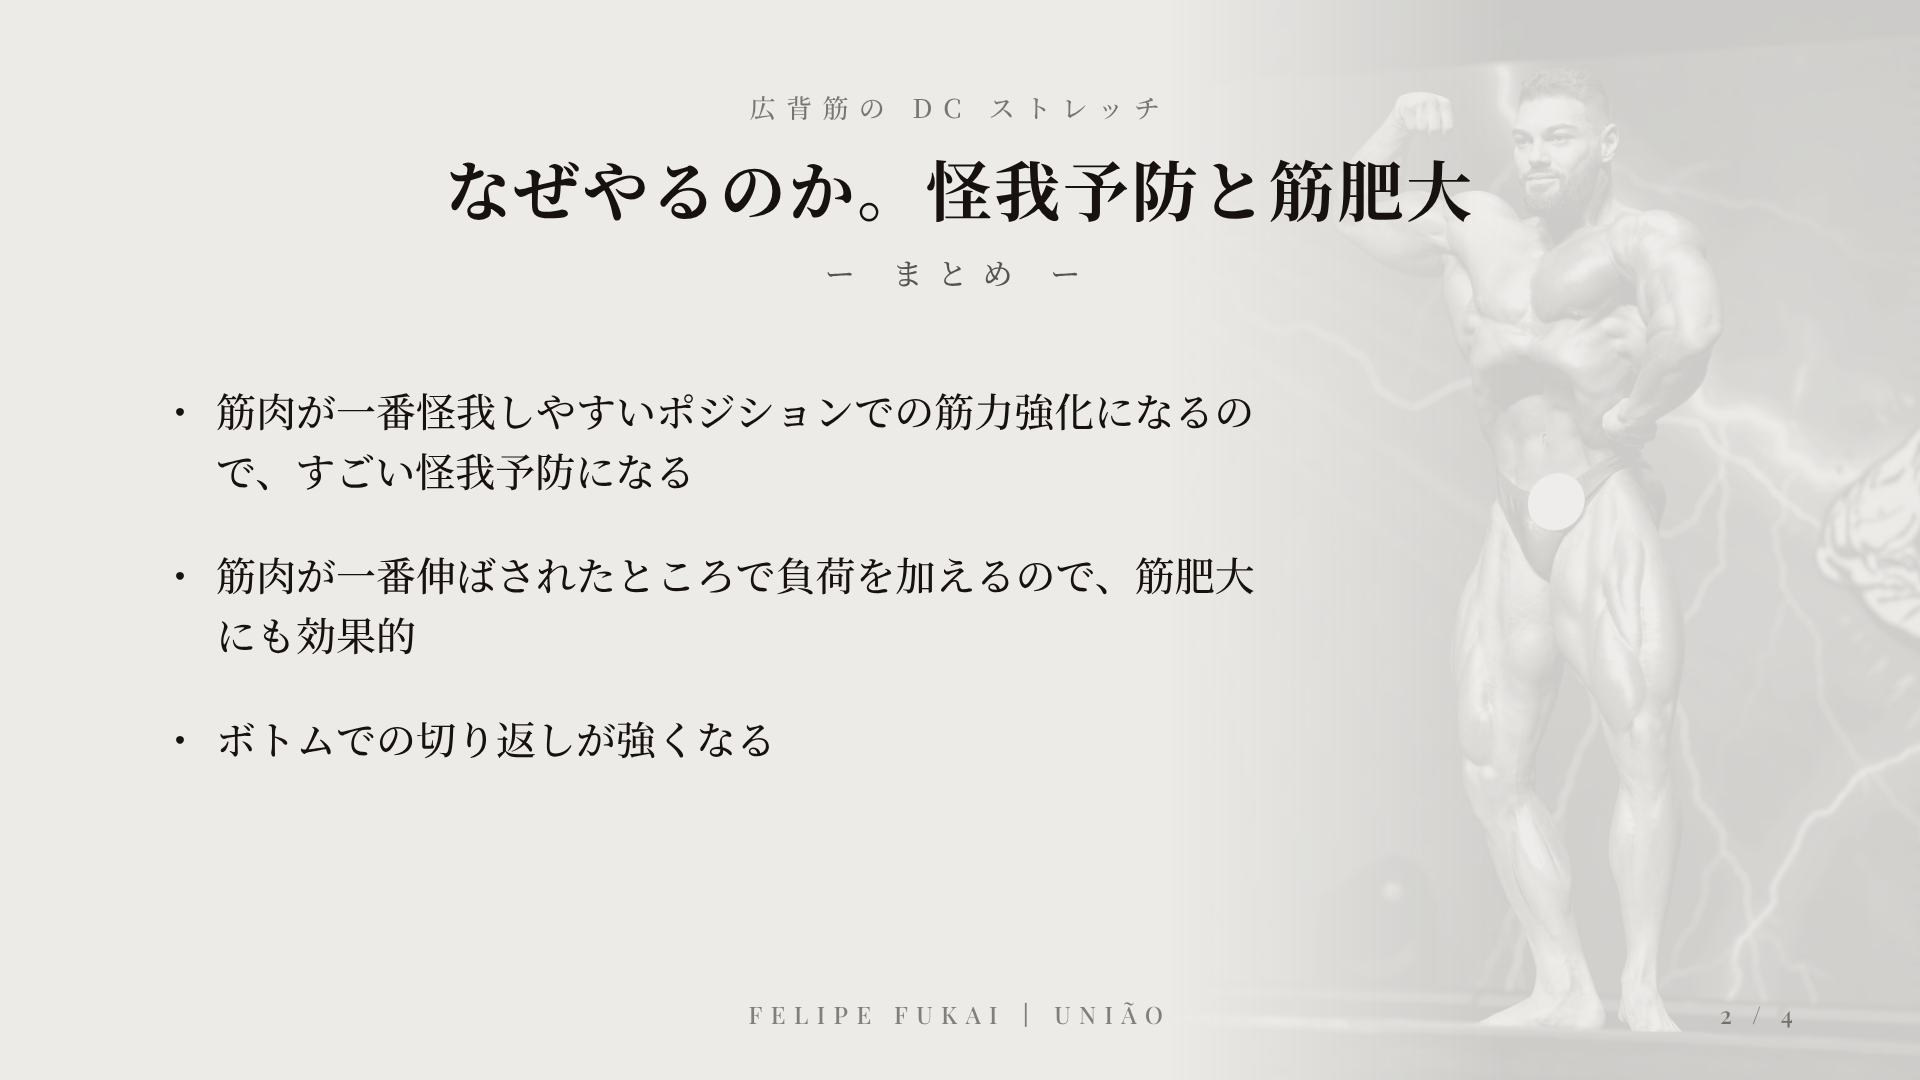 広背筋の DC ストレッチ
なぜやるのか。怪我予防と筋肥大
ー まとめ ー
・ 筋肉が一番怪我しやすいポジションでの筋力強化になるの
で、すごい怪我予防になる
・ 筋肉が一番伸ばされたところで負荷を加えるので、筋肥大
にも効果的
・ ボトムでの切り返しが強くなる
FELIPE FUKAI | UNIÃO
2 / 4